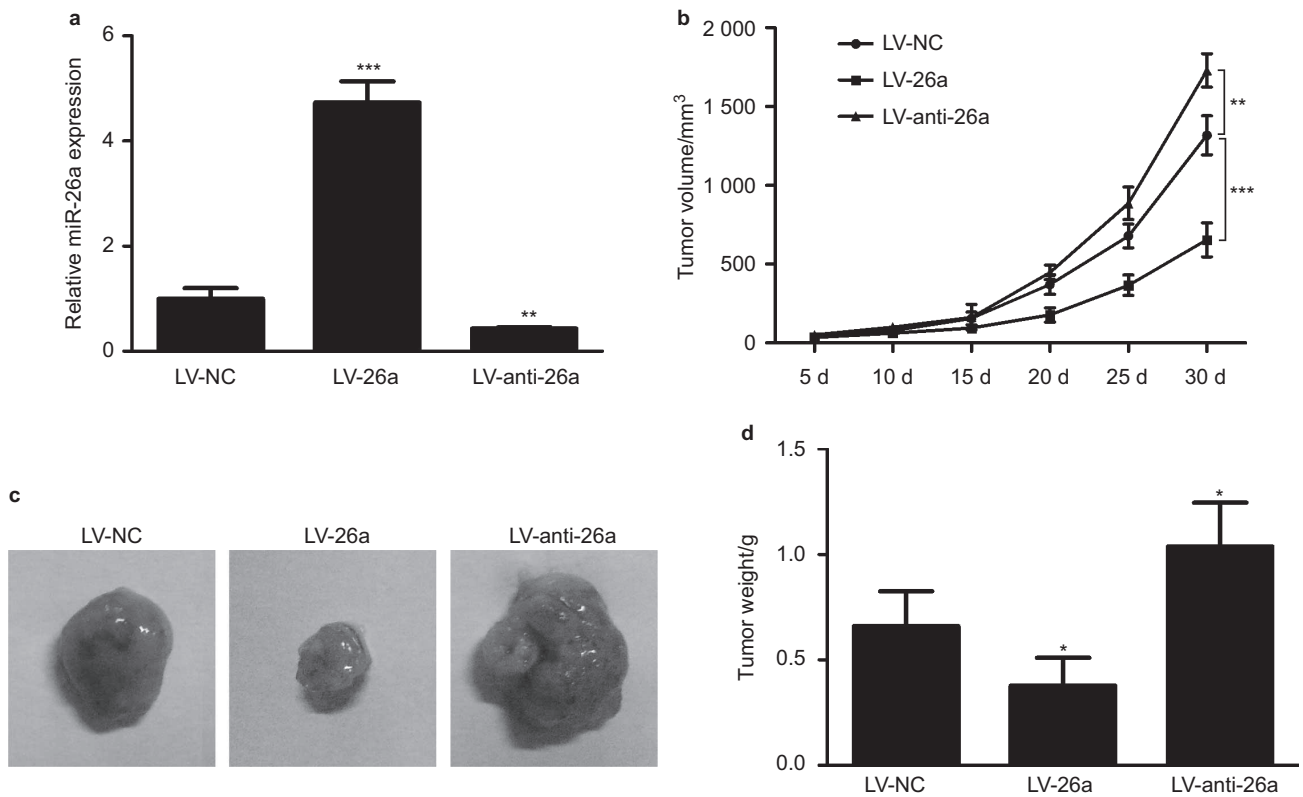 a
Relative miR-26a expression
6
4
2
0
***
**
LV-NC LV-26a LV-anti-26a
b
Tumor volume/mm³
2 000
1 500
1 000
500
0
LV-NC
LV-26a
LV-anti-26a
**
***
5 d 10 d 15 d 20 d 25 d 30 d
c
LV-NC LV-26a LV-anti-26a
d
Tumor weight/g
1.5
1.0
0.5
0.0
*
*
LV-NC LV-26a LV-anti-26a